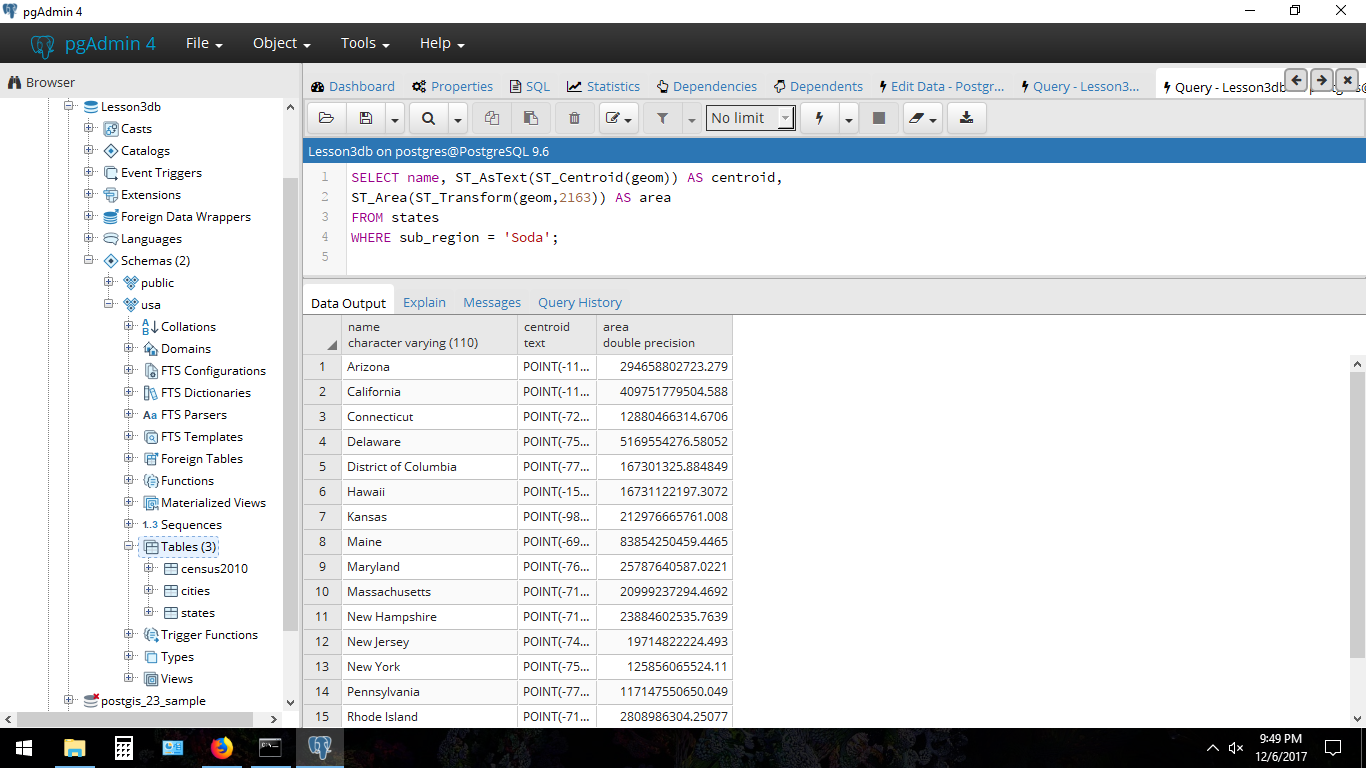 pgAdmin 4
pgAdmin 4 File Object Tools Help
Browser
Dashboard Properties SQL Statistics Dependencies Dependents Edit Data - Postgr... Query - Lesson3... Query - Lesson3db
No limit
Lesson3db on postgres@PostgreSQL 9.6
1 SELECT name, ST_AsText(ST_Centroid(geom)) AS centroid,
2 ST_Area(ST_Transform(geom,2163)) AS area
3 FROM states
4 WHERE sub_region = 'Soda';
5
Lesson3db
Casts
Catalogs
Event Triggers
Extensions
Foreign Data Wrappers
Languages
Schemas (2)
public
usa
Collations
Domains
FTS Configurations
FTS Dictionaries
Aa FTS Parsers
FTS Templates
Foreign Tables
Functions
Materialized Views
1..3 Sequences
Tables (3)
census2010
cities
states
Trigger Functions
Types
Views
postgis_23_sample
Data Output Explain Messages Query History
name centroid area
character varying (110) text double precision
1 Arizona POINT(-11... 294658802723.279
2 California POINT(-11... 409751779504.588
3 Connecticut POINT(-72... 12880466314.6706
4 Delaware POINT(-75... 5169554276.58052
5 District of Columbia POINT(-77... 167301325.884849
6 Hawaii POINT(-15... 16731122197.3072
7 Kansas POINT(-98... 212976665761.008
8 Maine POINT(-69... 83854250459.4465
9 Maryland POINT(-76... 25787640587.0221
10 Massachusetts POINT(-71... 20999237294.4692
11 New Hampshire POINT(-71... 23884602535.7639
12 New Jersey POINT(-74... 19714822224.493
13 New York POINT(-75... 125856065524.11
14 Pennsylvania POINT(-77... 117147550650.049
15 Rhode Island POINT(-71... 2808986304.25077
9:49 PM
12/6/2017